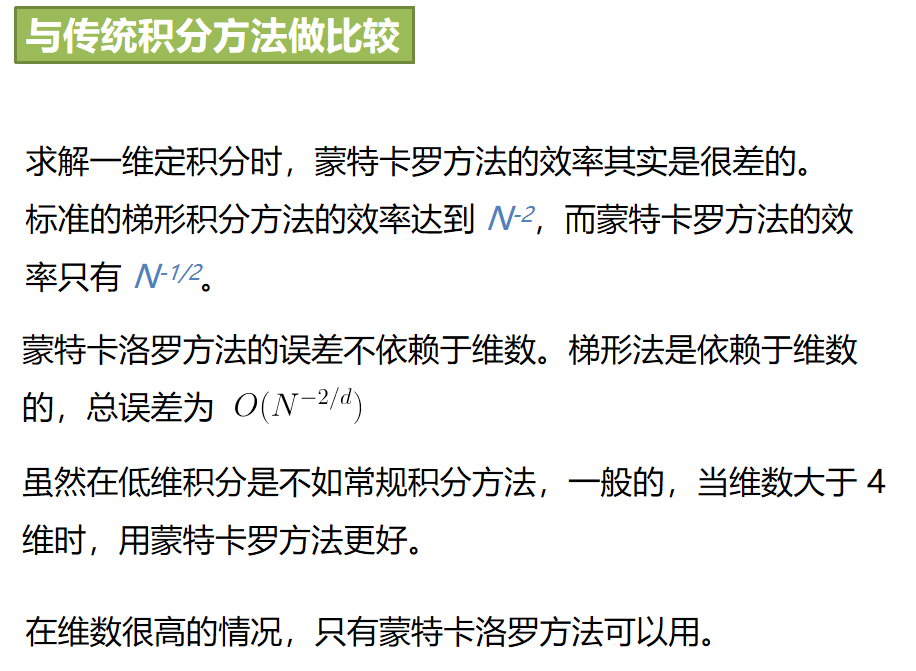 与传统积分方法做比较
求解一维定积分时，蒙特卡罗方法的效率其实是很差的。
标准的梯形积分方法的效率达到 N-2，而蒙特卡罗方法的效
率只有 N-1/2。
蒙特卡洛罗方法的误差不依赖于维数。梯形法是依赖于维数
的，总误差为 O(N−2/d)
虽然在低维积分是不如常规积分方法，一般的，当维数大于 4
维时，用蒙特卡罗方法更好。
在维数很高的情况，只有蒙特卡洛罗方法可以用。